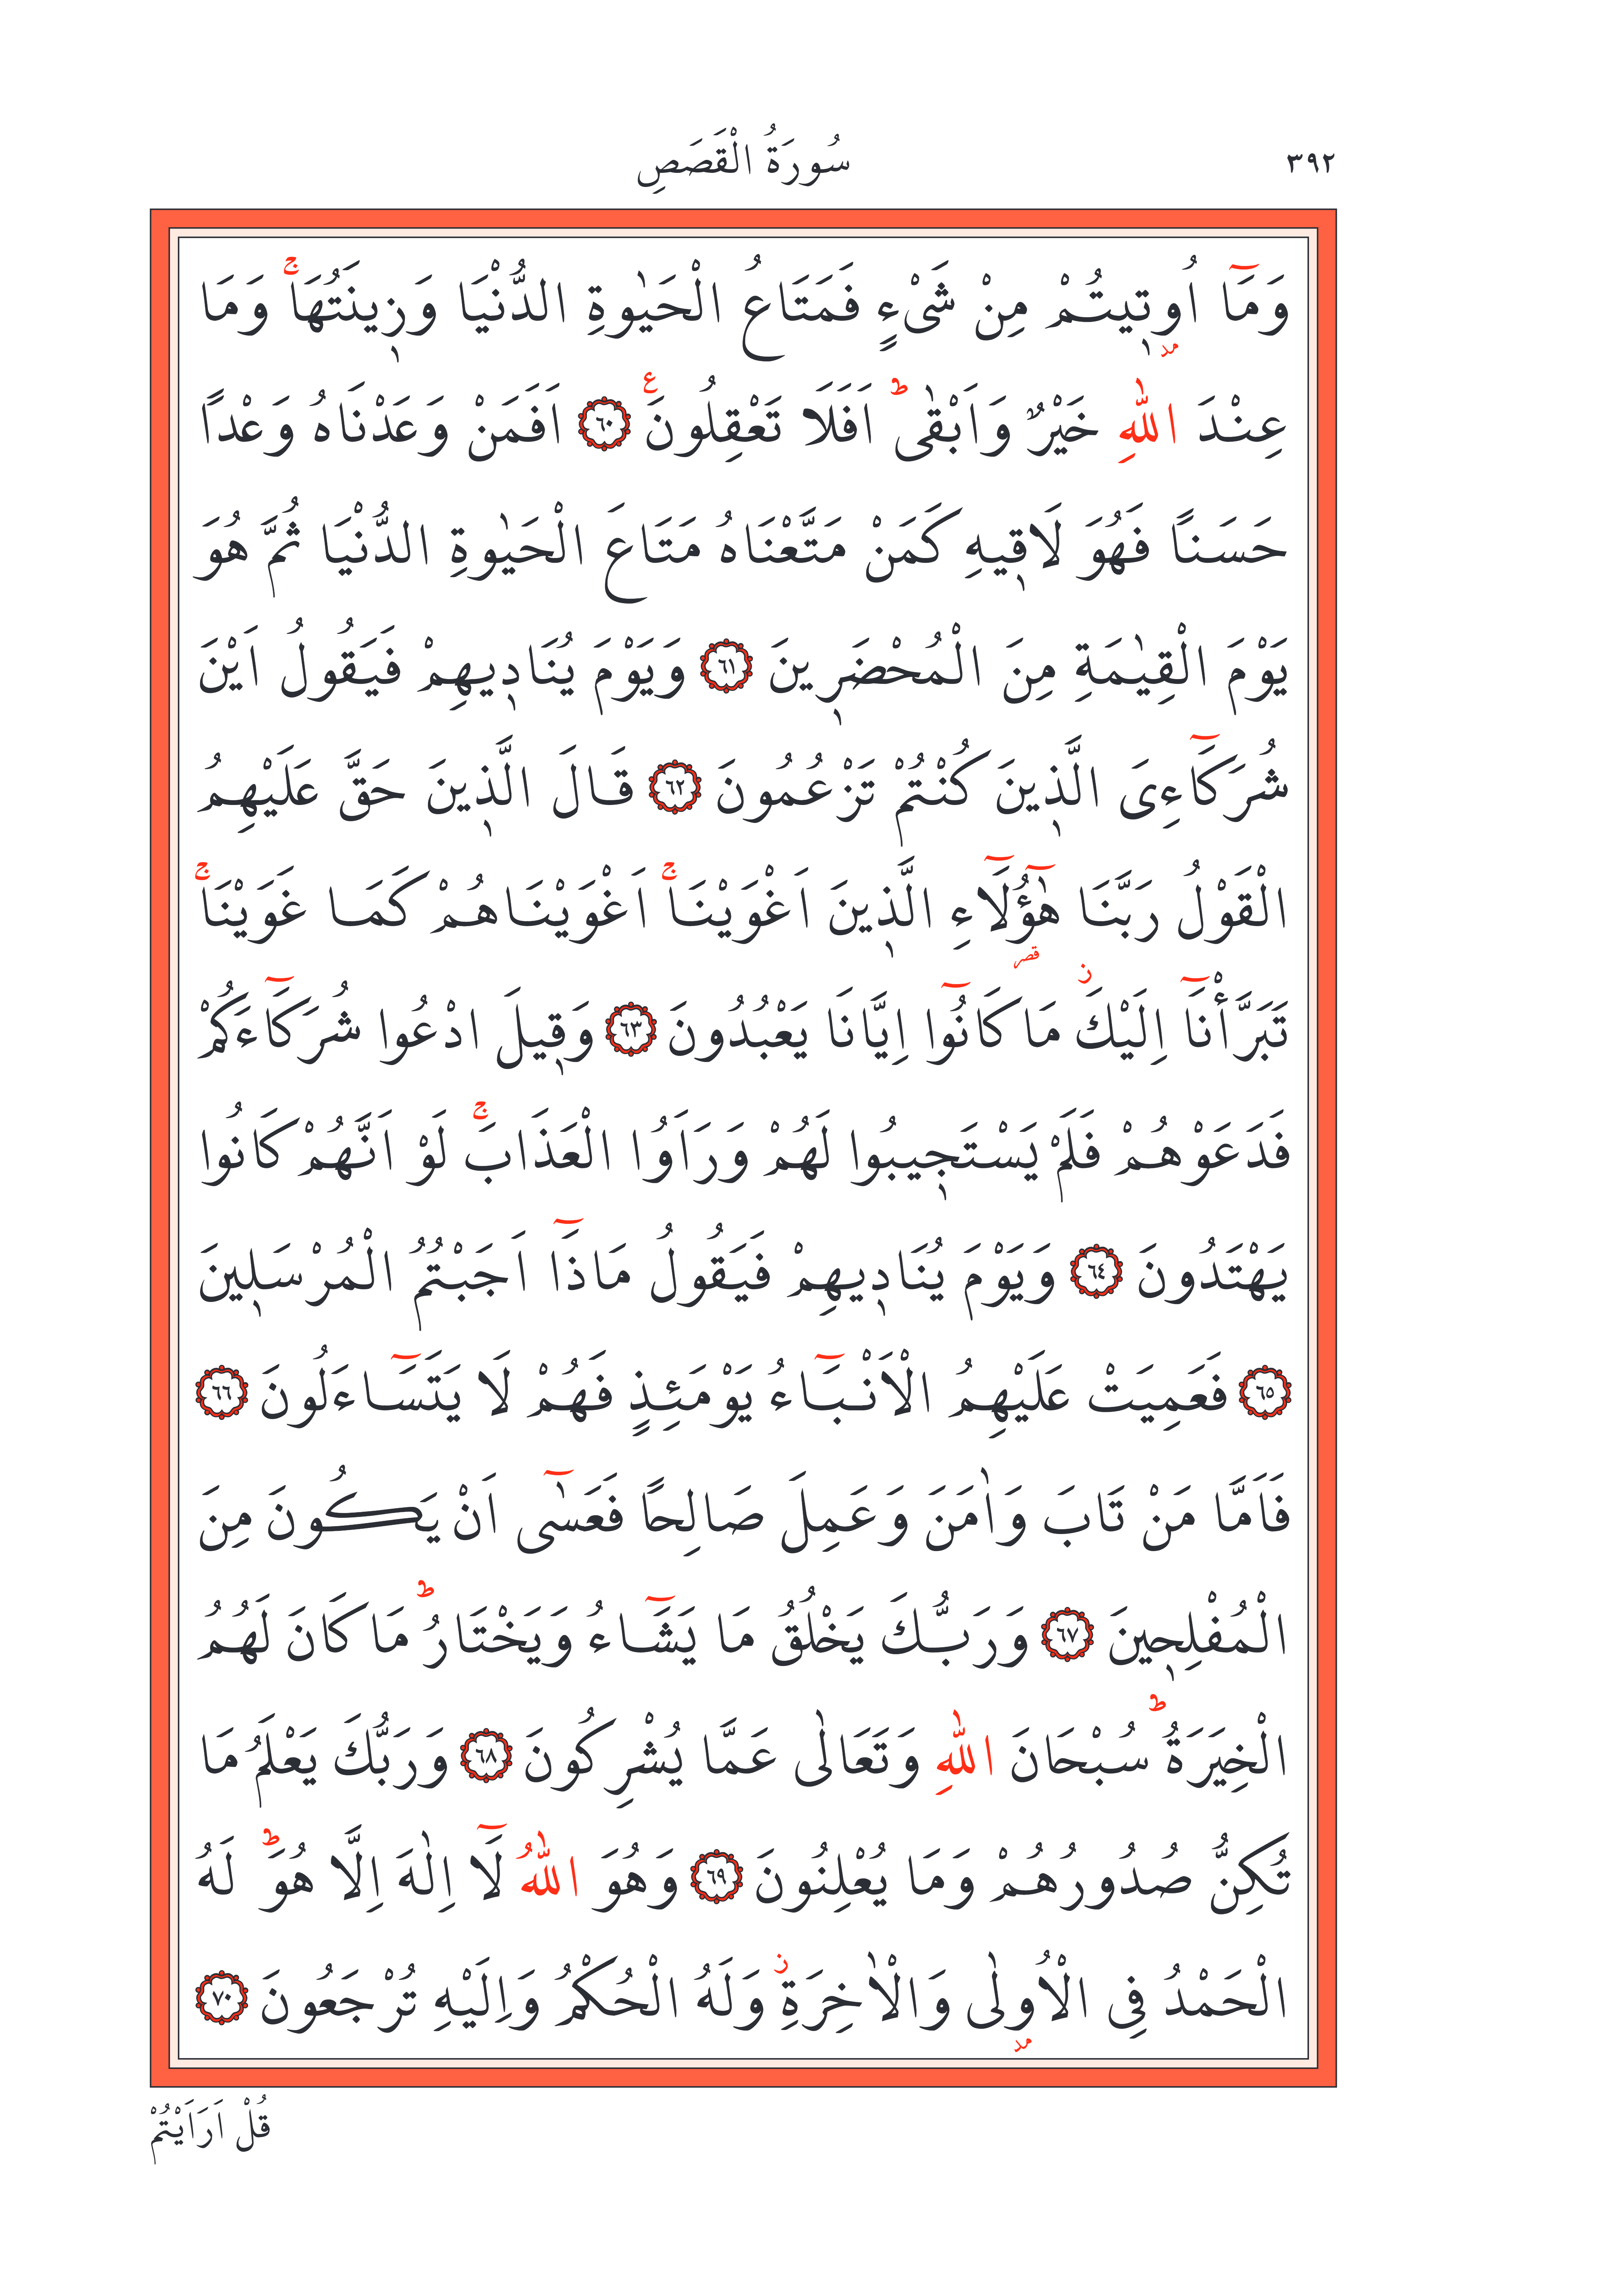 ٣٩٢
سُورَةُ الْقَصَصِ
وَمَٓا اُو۫ت۪يتُمْ مِنْ شَیْءٍ فَمَتَاعُ الْحَيٰوةِ الدُّنْيَا وَز۪ينَتُهَاۚ وَمَا
عِنْدَ اللّٰهِ خَيْرٌ وَاَبْقٰىۜ اَفَلَا تَعْقِلُونَ۟ ﴿٦٠﴾ اَفَمَنْ وَعَدْنَاهُ وَعْدًا
حَسَنًا فَهُوَ لَاق۪يهِ كَمَنْ مَتَّعْنَاهُ مَتَاعَ الْحَيٰوةِ الدُّنْيَا ثُمَّ هُوَ
يَوْمَ الْقِيٰمَةِ مِنَ الْمُحْضَر۪ينَ ﴿٦١﴾ وَيَوْمَ يُنَاد۪يهِمْ فَيَقُولُ اَيْنَ
شُرَكَٓاءِیَ الَّذ۪ينَ كُنْتُمْ تَزْعُمُونَ ﴿٦٢﴾ قَالَ الَّذ۪ينَ حَقَّ عَلَيْهِمُ
الْقَوْلُ رَبَّنَا هٰٓؤُ۬لَٓاءِ الَّذ۪ينَ اَغْوَيْنَاۚ اَغْوَيْنَاهُمْ كَمَا غَوَيْنَاۚ
تَبَرَّأْنَٓا اِلَيْكَۘ مَا كَانُٓوا اِيَّانَا يَعْبُدُونَ ﴿٦٣﴾ وَق۪يلَ ادْعُوا شُرَكَٓاءَكُمْ
فَدَعَوْهُمْ فَلَمْ يَسْتَج۪يبُوا لَهُمْ وَرَاَوُا الْعَذَابَۚ لَوْ اَنَّهُمْ كَانُوا
يَهْتَدُونَ ﴿٦٤﴾ وَيَوْمَ يُنَاد۪يهِمْ فَيَقُولُ مَاذَٓا اَجَبْتُمُ الْمُرْسَل۪ينَ
﴿٦٥﴾ فَعَمِيَتْ عَلَيْهِمُ الْاَنْبَٓاءُ يَوْمَئِذٍ فَهُمْ لَا يَتَسَٓاءَلُونَ ﴿٦٦﴾
فَاَمَّا مَنْ تَابَ وَاٰمَنَ وَعَمِلَ صَالِحًا فَعَسٰٓى اَنْ يَكُونَ مِنَ
الْمُفْلِح۪ينَ ﴿٦٧﴾ وَرَبُّكَ يَخْلُقُ مَا يَشَٓاءُ وَيَخْتَارُۜ مَا كَانَ لَهُمُ
الْخِيَرَةُۜ سُبْحَانَ اللّٰهِ وَتَعَالٰى عَمَّا يُشْرِكُونَ ﴿٦٨﴾ وَرَبُّكَ يَعْلَمُ مَا
تُكِنُّ صُدُورُهُمْ وَمَا يُعْلِنُونَ ﴿٦٩﴾ وَهُوَ اللّٰهُ لَٓا اِلٰهَ اِلَّا هُوَۜ لَهُ
الْحَمْدُ فِی الْاُو۫لٰى وَالْاٰخِرَةِۘ وَلَهُ الْحُكْمُ وَاِلَيْهِ تُرْجَعُونَ ﴿٧٠﴾
قُلْ اَرَاَيْتُمْ